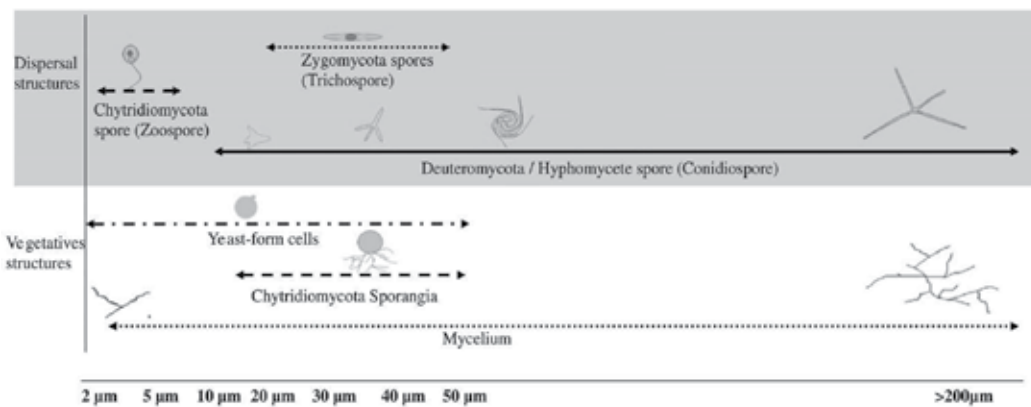 Dispersal
structures
Zygomycota spores
(Trichospore)
Chytridiomycota
spore (Zoospore)
Deuteromycota / Hyphomycete spore (Conidiospore)
Vegetatives
structures
Yeast-form cells
Chytridiomycota Sporangia
Mycelium
2 µm 5 µm 10 µm 20 µm 30 µm 40 µm 50 µm >200µm